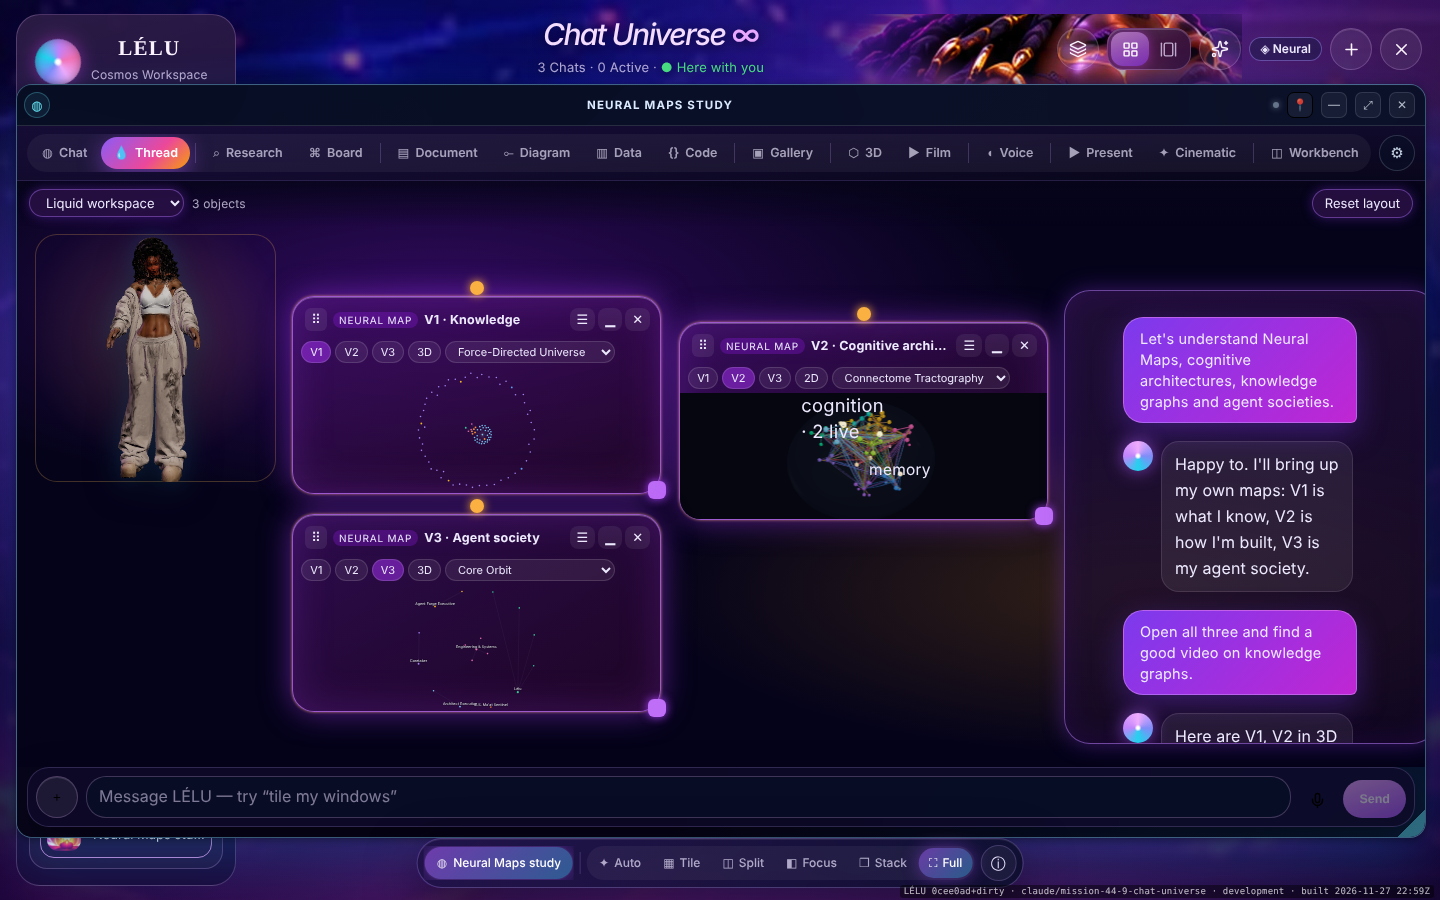 LÉLU
Cosmos Workspace
Chat Universe ∞
3 Chats · 0 Active · Here with you
Neural
NEURAL MAPS STUDY
Chat
Thread
Research
Board
Document
Diagram
Data
Code
Gallery
3D
Film
Voice
Present
Cinematic
Workbench
Liquid workspace
3 objects
Reset layout
NEURAL MAP V1 · Knowledge
V1 V2 V3 3D Force-Directed Universe
NEURAL MAP V2 · Cognitive archi...
V1 V2 V3 2D Connectome Tractography
cognition
· 2 live
memory
NEURAL MAP V3 · Agent society
V1 V2 V3 3D Core Orbit
Engineering & Systems
Caretaker
Lélu
Let's understand Neural
Maps, cognitive
architectures, knowledge
graphs and agent societies.
Happy to. I'll bring up
my own maps: V1 is
what I know, V2 is
how I'm built, V3 is
my agent society.
Open all three and find a
good video on knowledge
graphs.
Here are V1, V2 in 3D
Message LÉLU — try “tile my windows”
Send
Neural Maps study
Auto
Tile
Split
Focus
Stack
Full
LÉLU 0cee0ad+dirty · claude/mission-44-9-chat-universe · development · built 2026-11-27 22:59Z